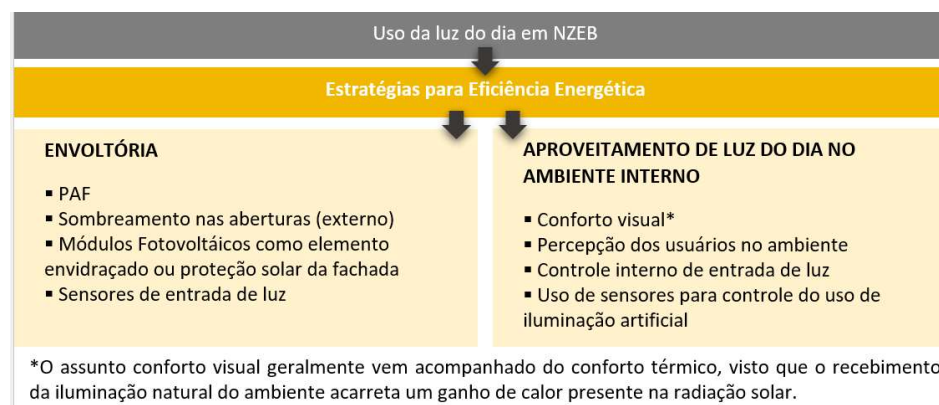 Uso da luz do dia em NZEB
Estratégias para Eficiência Energética
ENVOLTÓRIA
▪ PAF
▪ Sombreamento nas aberturas (externo)
▪ Módulos Fotovoltáicos como elemento
envidraçado ou proteção solar da fachada
▪ Sensores de entrada de luz
APROVEITAMENTO DE LUZ DO DIA NO
AMBIENTE INTERNO
▪ Conforto visual*
▪ Percepção dos usuários no ambiente
▪ Controle interno de entrada de luz
▪ Uso de sensores para controle do uso de
iluminação artificial
*O assunto conforto visual geralmente vem acompanhado do conforto térmico, visto que o recebimento
da iluminação natural do ambiente acarreta um ganho de calor presente na radiação solar.